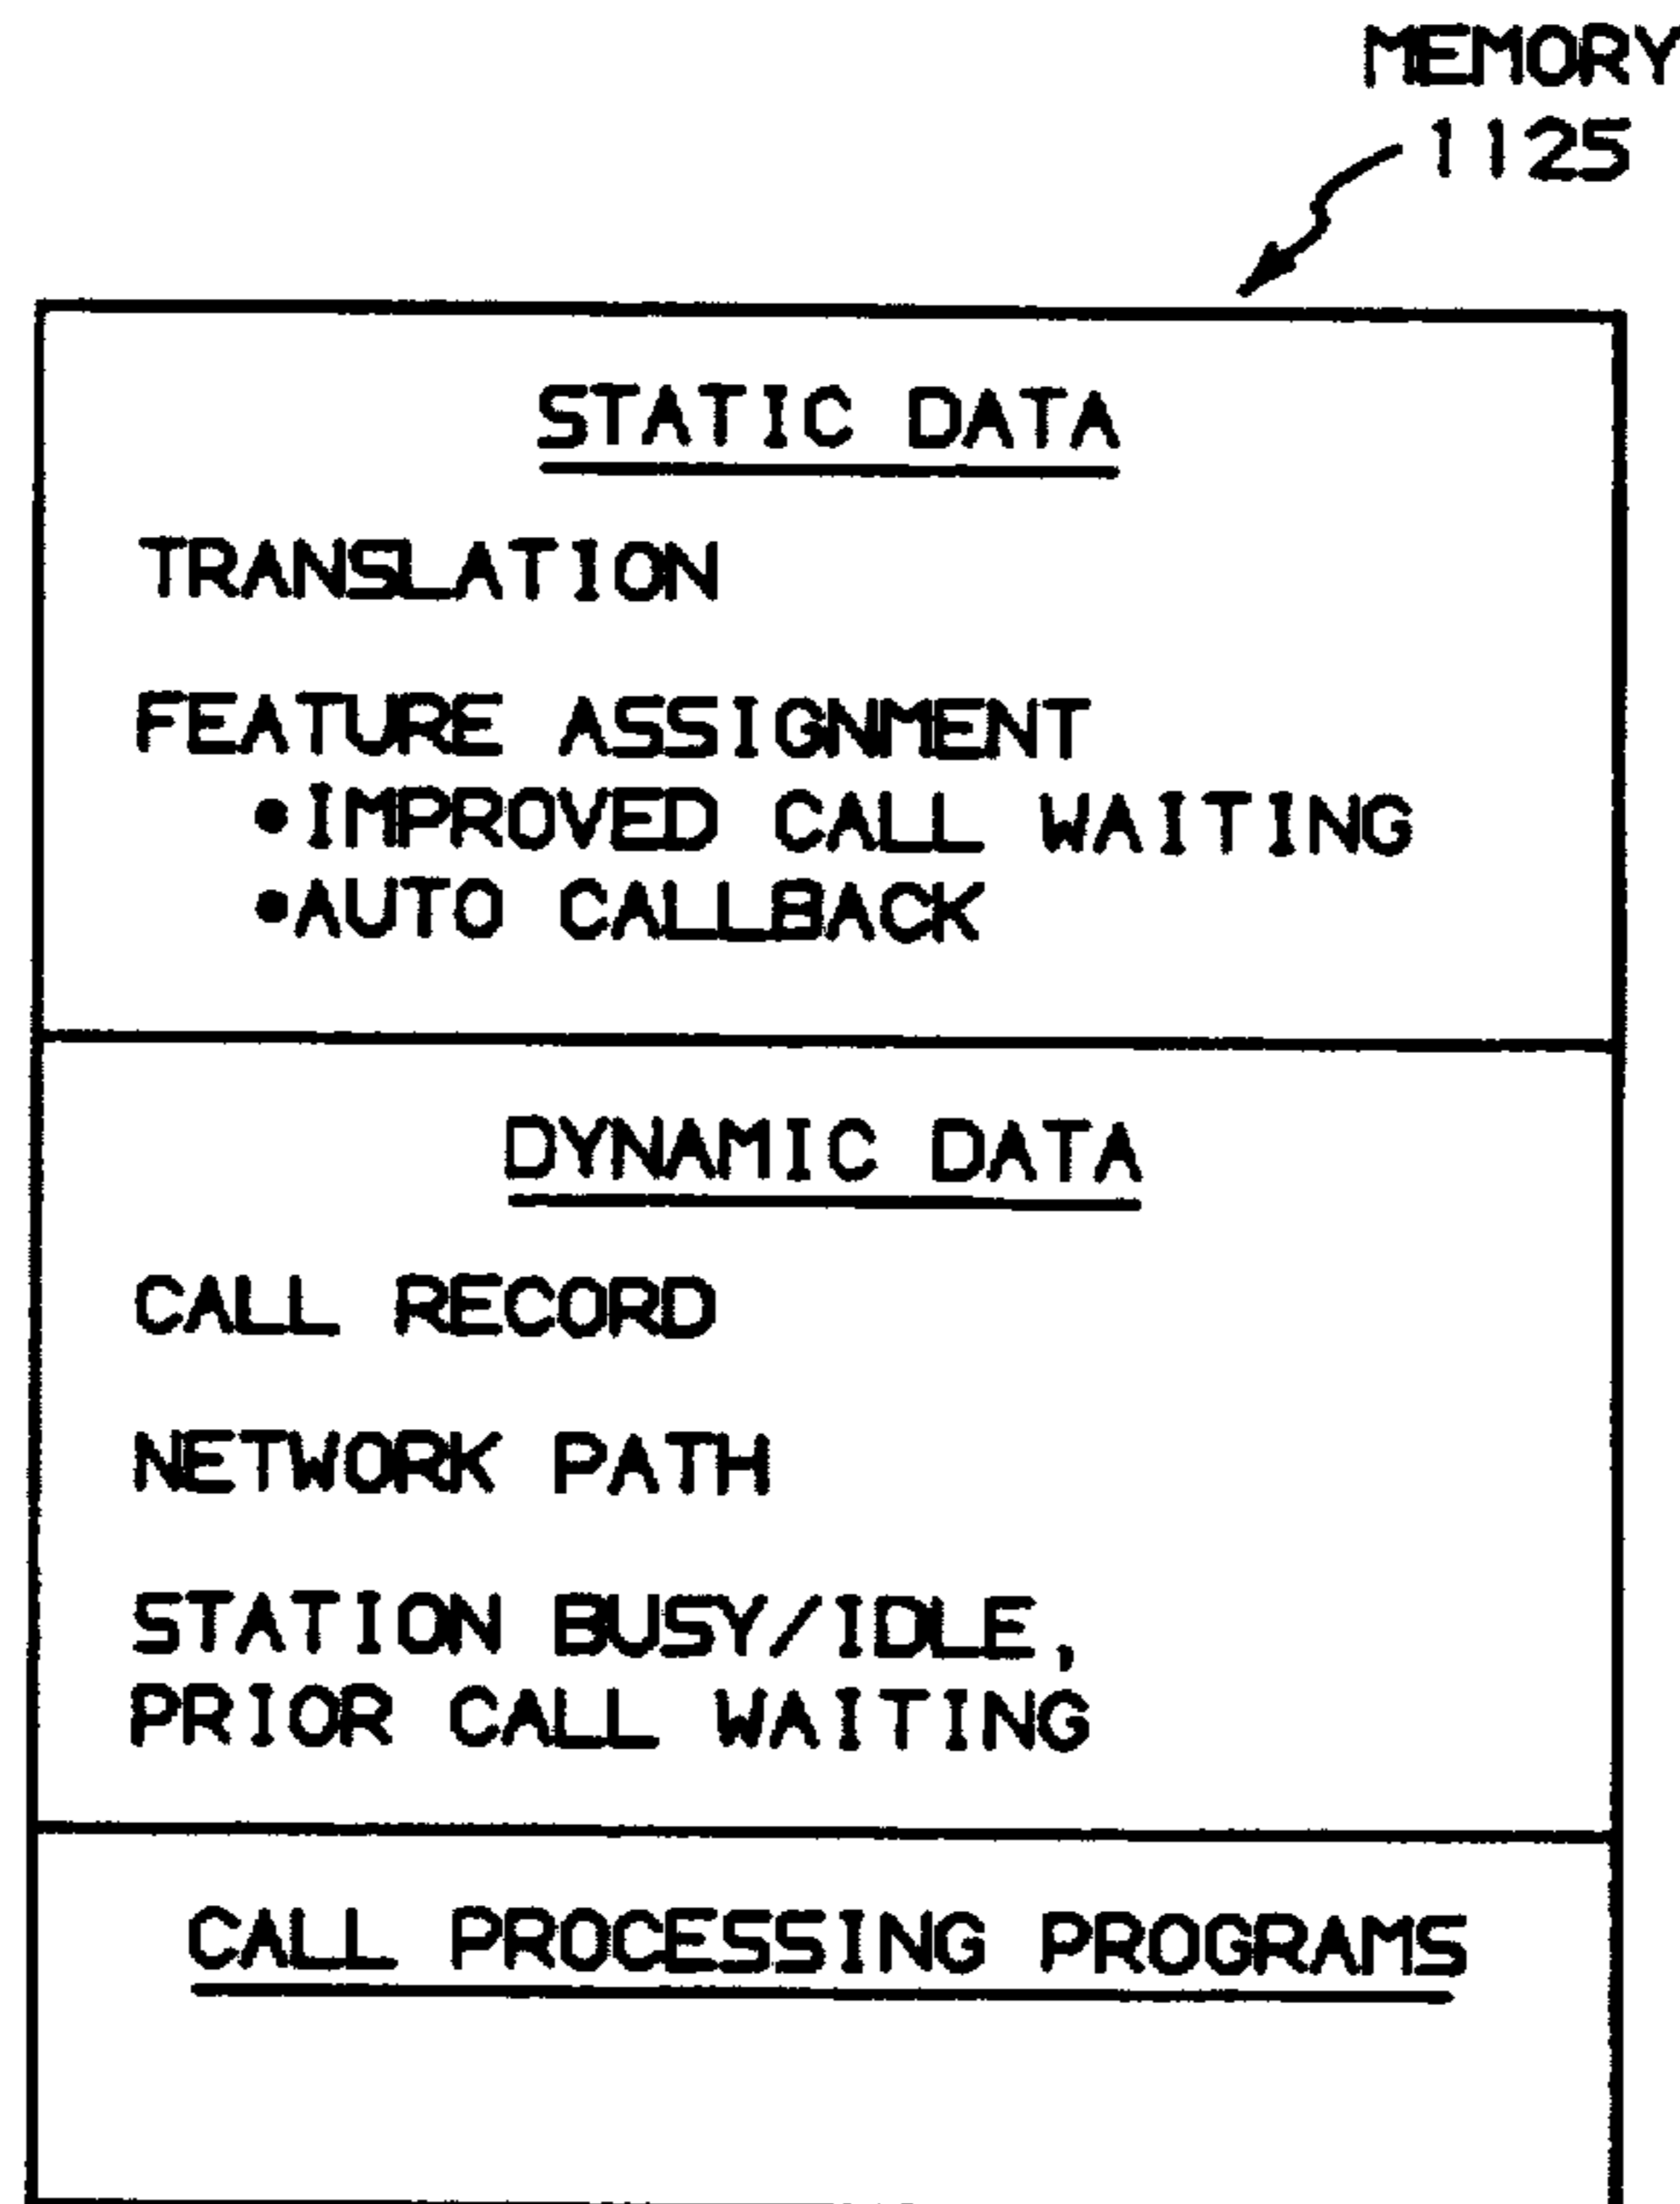 MEMORY
1125
STATIC DATA
TRANSLATION
FEATURE ASSIGNMENT
•IMPROVED CALL WAITING
•AUTO CALLBACK
DYNAMIC DATA
CALL RECORD
NETWORK PATH
STATION BUSY/IDLE,
PRIOR CALL WAITING
CALL PROCESSING PROGRAMS